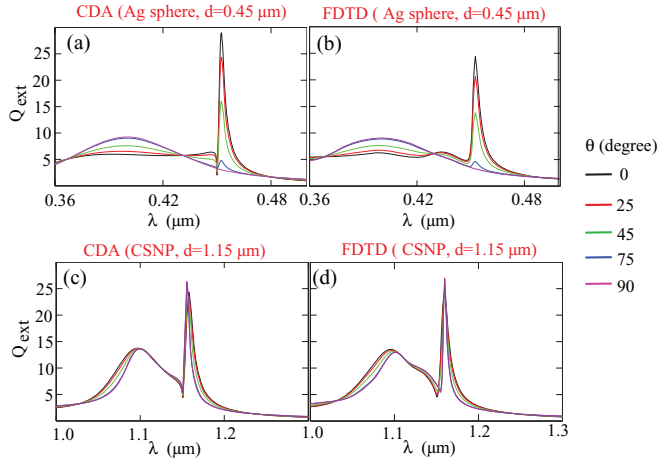 CDA (Ag sphere, d=0.45 μm)
FDTD ( Ag sphere, d=0.45 μm)
(a)
(b)
25
20
15
10
5
Q_ext
0.36
0.42
0.48
0.36
0.42
0.48
λ (μm)
λ (μm)
θ (degree)
0
25
45
75
90
CDA (CSNP, d=1.15 μm)
FDTD ( CSNP, d=1.15 μm)
(c)
(d)
25
20
15
10
5
Q_ext
1.0
1.1
1.2
1.0
1.1
1.2
1.3
λ (μm)
λ (μm)